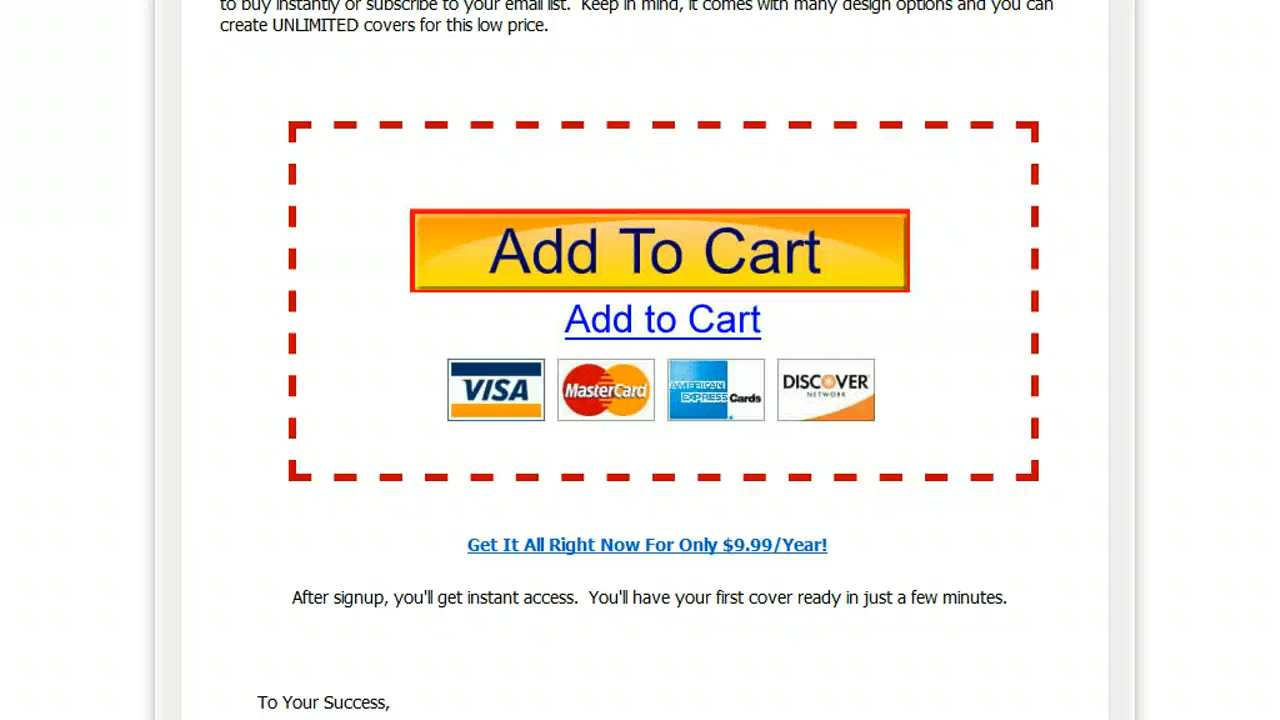 to buy instantly or subscribe to your email list.  Keep in mind, it comes with many design options and you can
create UNLIMITED covers for this low price.
Add To Cart
Add to Cart
VISA
MasterCard
AMERICAN
EXPRESS Cards
DISCOVER
NETWORK
Get It All Right Now For Only $9.99/Year!
After signup, you'll get instant access.  You'll have your first cover ready in just a few minutes.
To Your Success,